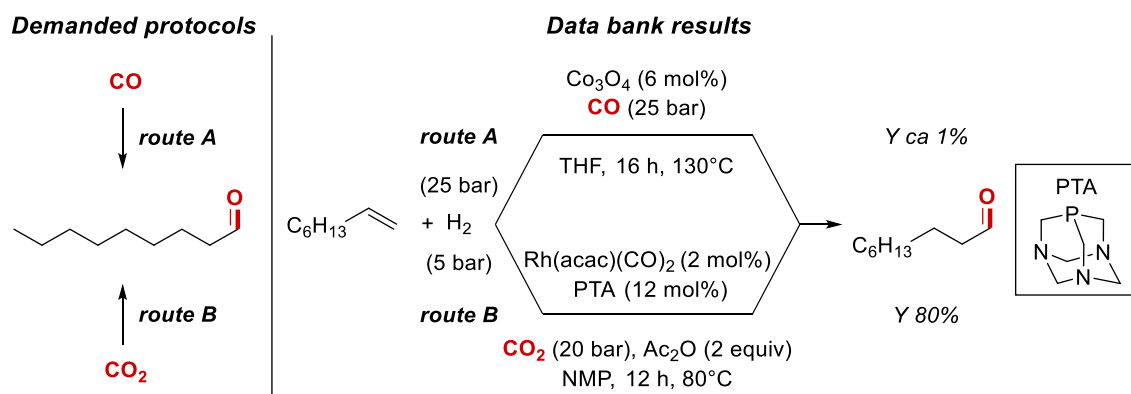 Demanded protocols
CO
route A
O
route B
CO₂
Data bank results
Co₃O₄ (6 mol%)
CO (25 bar)
route A
THF, 16 h, 130°C
(25 bar)
C₆H₁₃
+ H₂
(5 bar)
Rh(acac)(CO)₂ (2 mol%)
PTA (12 mol%)
route B
CO₂ (20 bar), Ac₂O (2 equiv)
NMP, 12 h, 80°C
Y ca 1%
O
C₆H₁₃
Y 80%
PTA
P
N
N
N